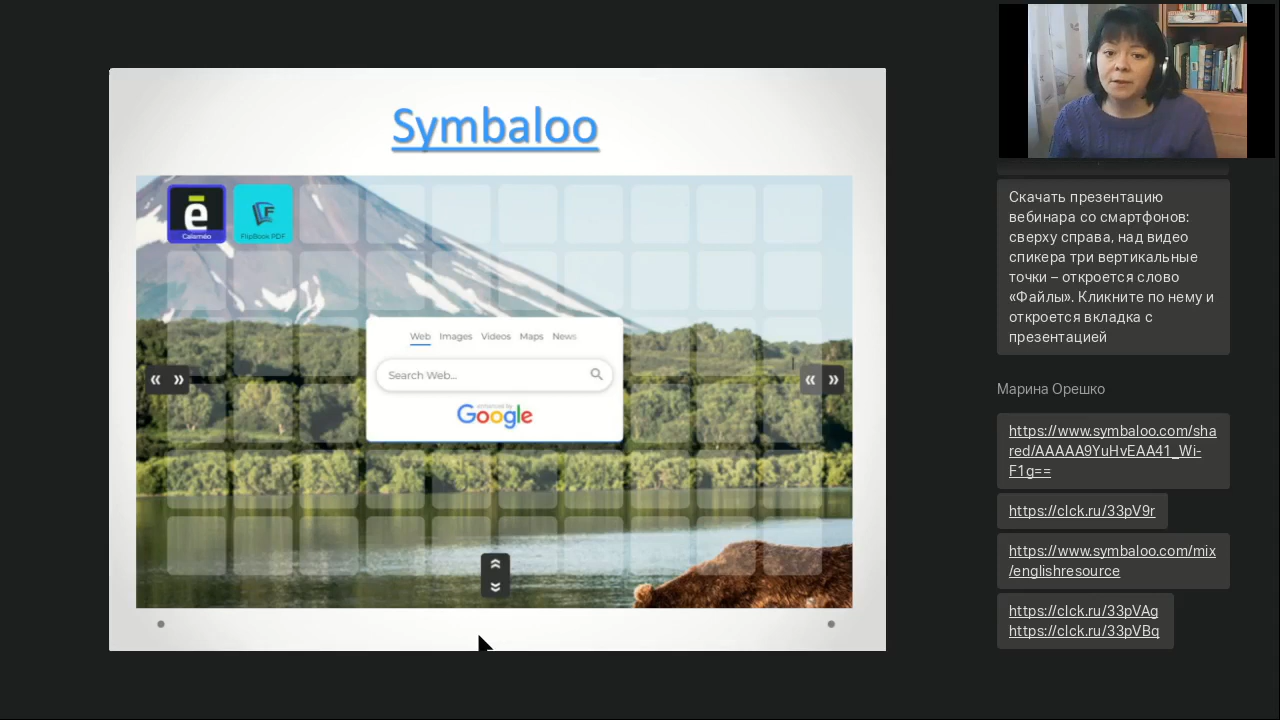 Symbaloo
ē
Calaméo
F
FlipBook PDF
Web Images Videos Maps News
Search Web...
Google
Скачать презентацию
вебинара со смартфонов:
сверху справа, над видео
спикера три вертикальные
точки – откроется слово
«Файлы». Кликните по нему и
откроется вкладка с
презентацией
Марина Орешко
https://www.symbaloo.com/sha
red/AAAAA9YuHvEAA41_Wi-
F1g==
https://clck.ru/33pV9r
https://www.symbaloo.com/mix
/englishresource
https://clck.ru/33pVAg
https://clck.ru/33pVBq